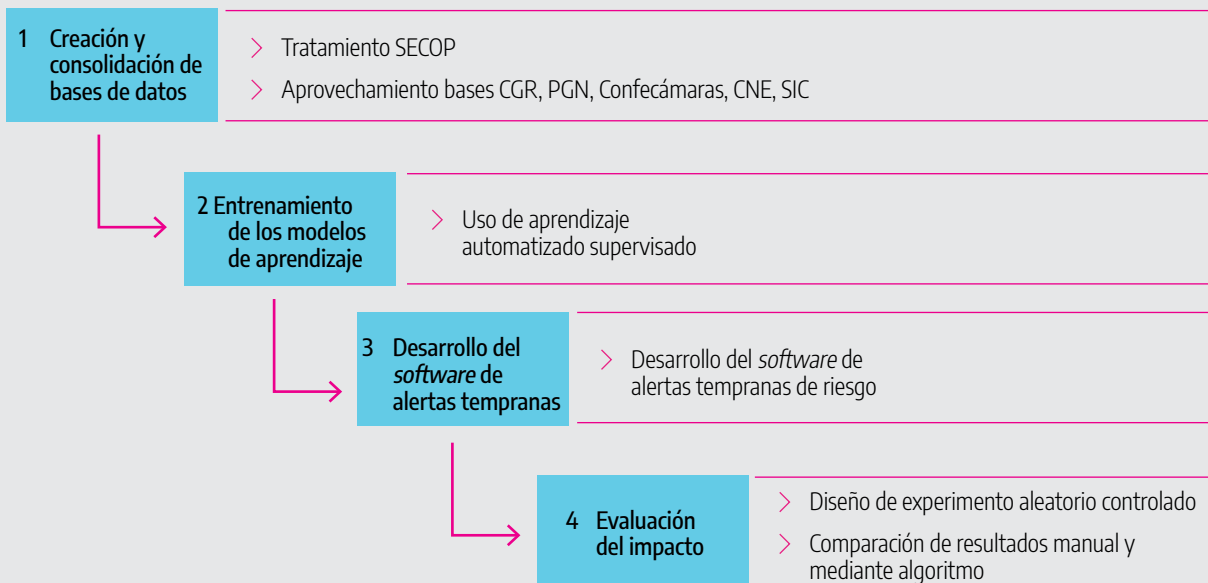 1 Creación y
consolidación de
bases de datos
> Tratamiento SECOP
> Aprovechamiento bases CGR, PGN, Confecámaras, CNE, SIC
2 Entrenamiento
de los modelos
de aprendizaje
> Uso de aprendizaje
automatizado supervisado
3 Desarrollo del
software de
alertas tempranas
> Desarrollo del software de
alertas tempranas de riesgo
4 Evaluación
del impacto
> Diseño de experimento aleatorio controlado
> Comparación de resultados manual y
mediante algoritmo